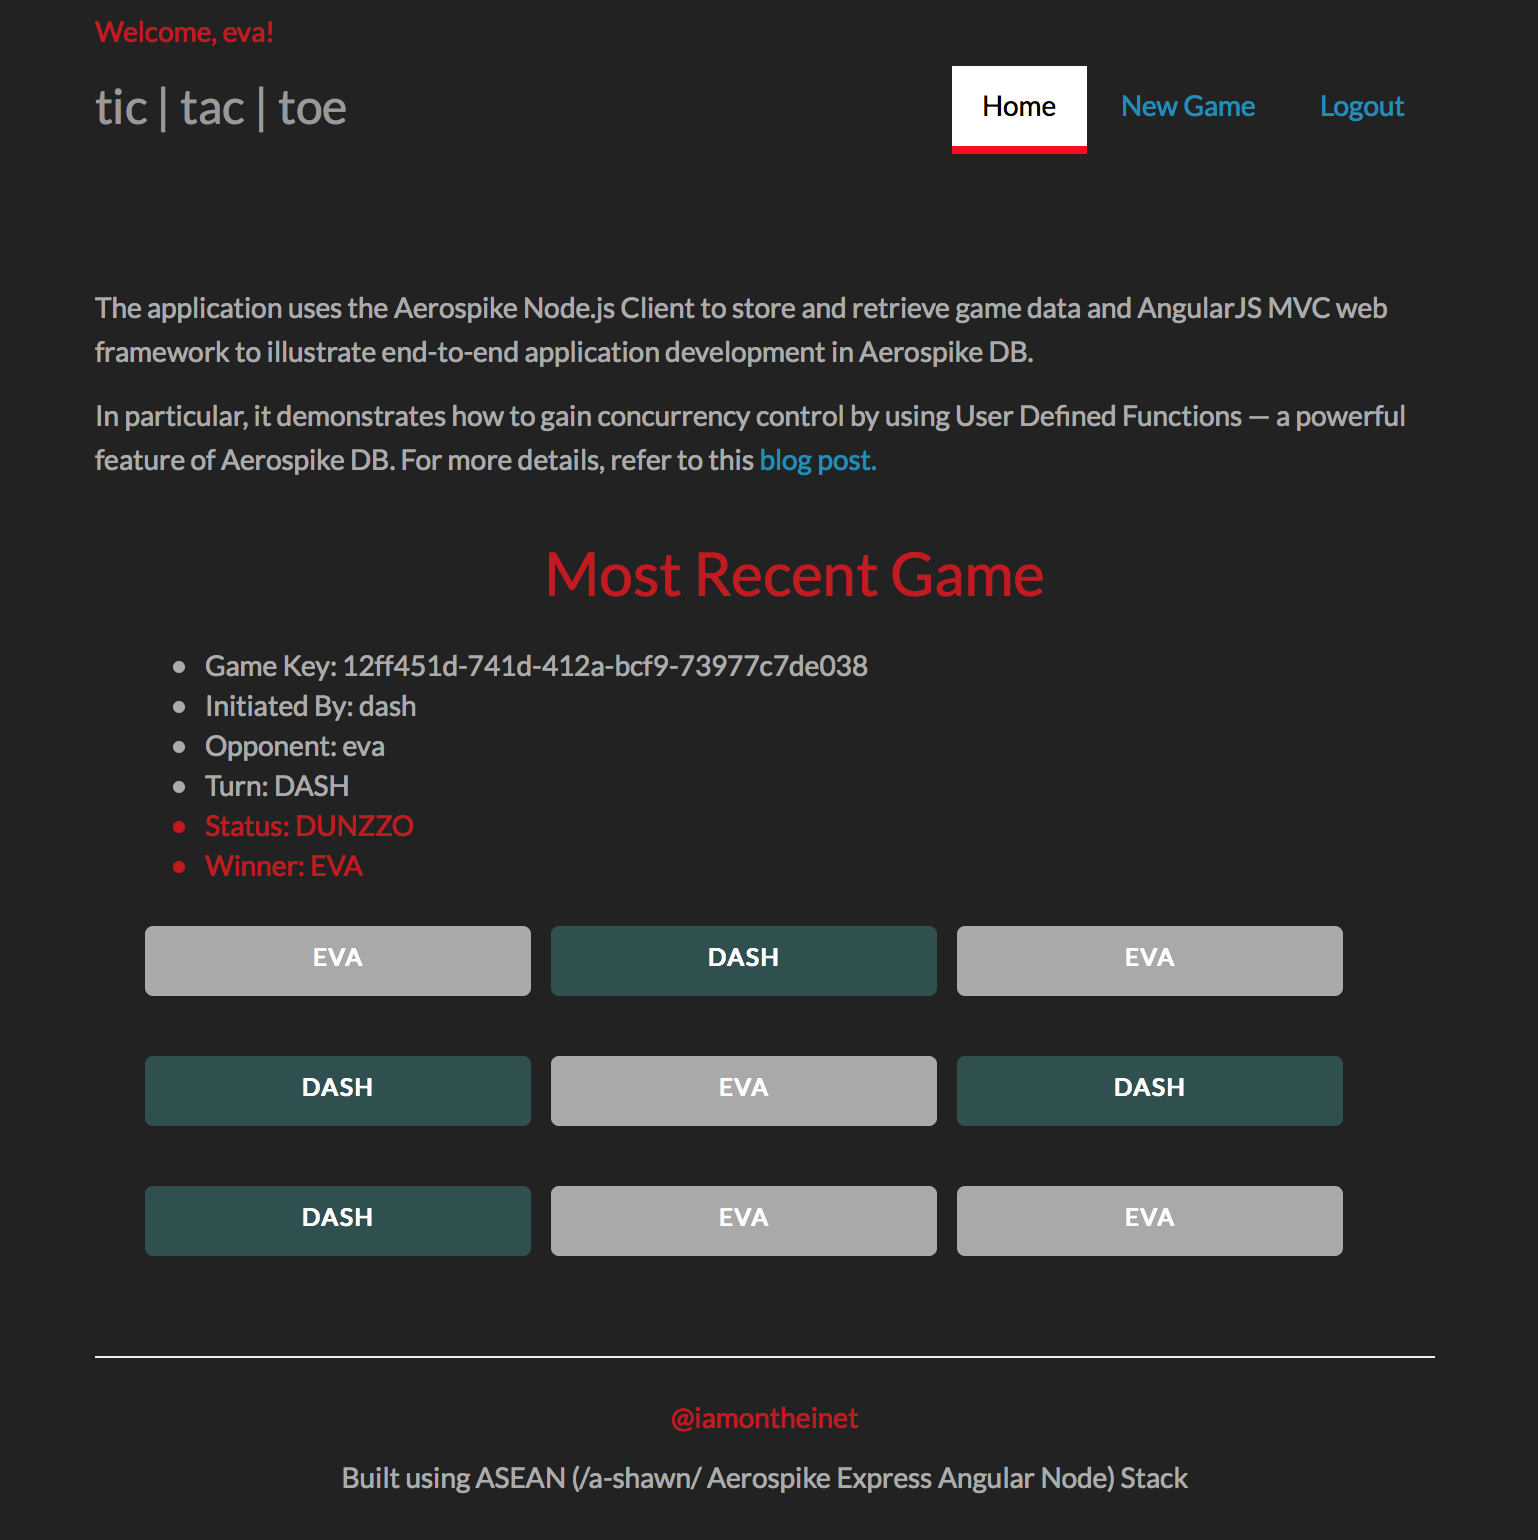 Welcome, eva!
tic | tac | toe
Home
New Game
Logout
The application uses the Aerospike Node.js Client to store and retrieve game data and AngularJS MVC web
framework to illustrate end-to-end application development in Aerospike DB.
In particular, it demonstrates how to gain concurrency control by using User Defined Functions — a powerful
feature of Aerospike DB. For more details, refer to this blog post.
Most Recent Game
Game Key: 12ff451d-741d-412a-bcf9-73977c7de038
Initiated By: dash
Opponent: eva
Turn: DASH
Status: DUNZZO
Winner: EVA
EVA
DASH
EVA
DASH
EVA
DASH
DASH
EVA
EVA
@iamontheinet
Built using ASEAN (/a-shawn/ Aerospike Express Angular Node) Stack